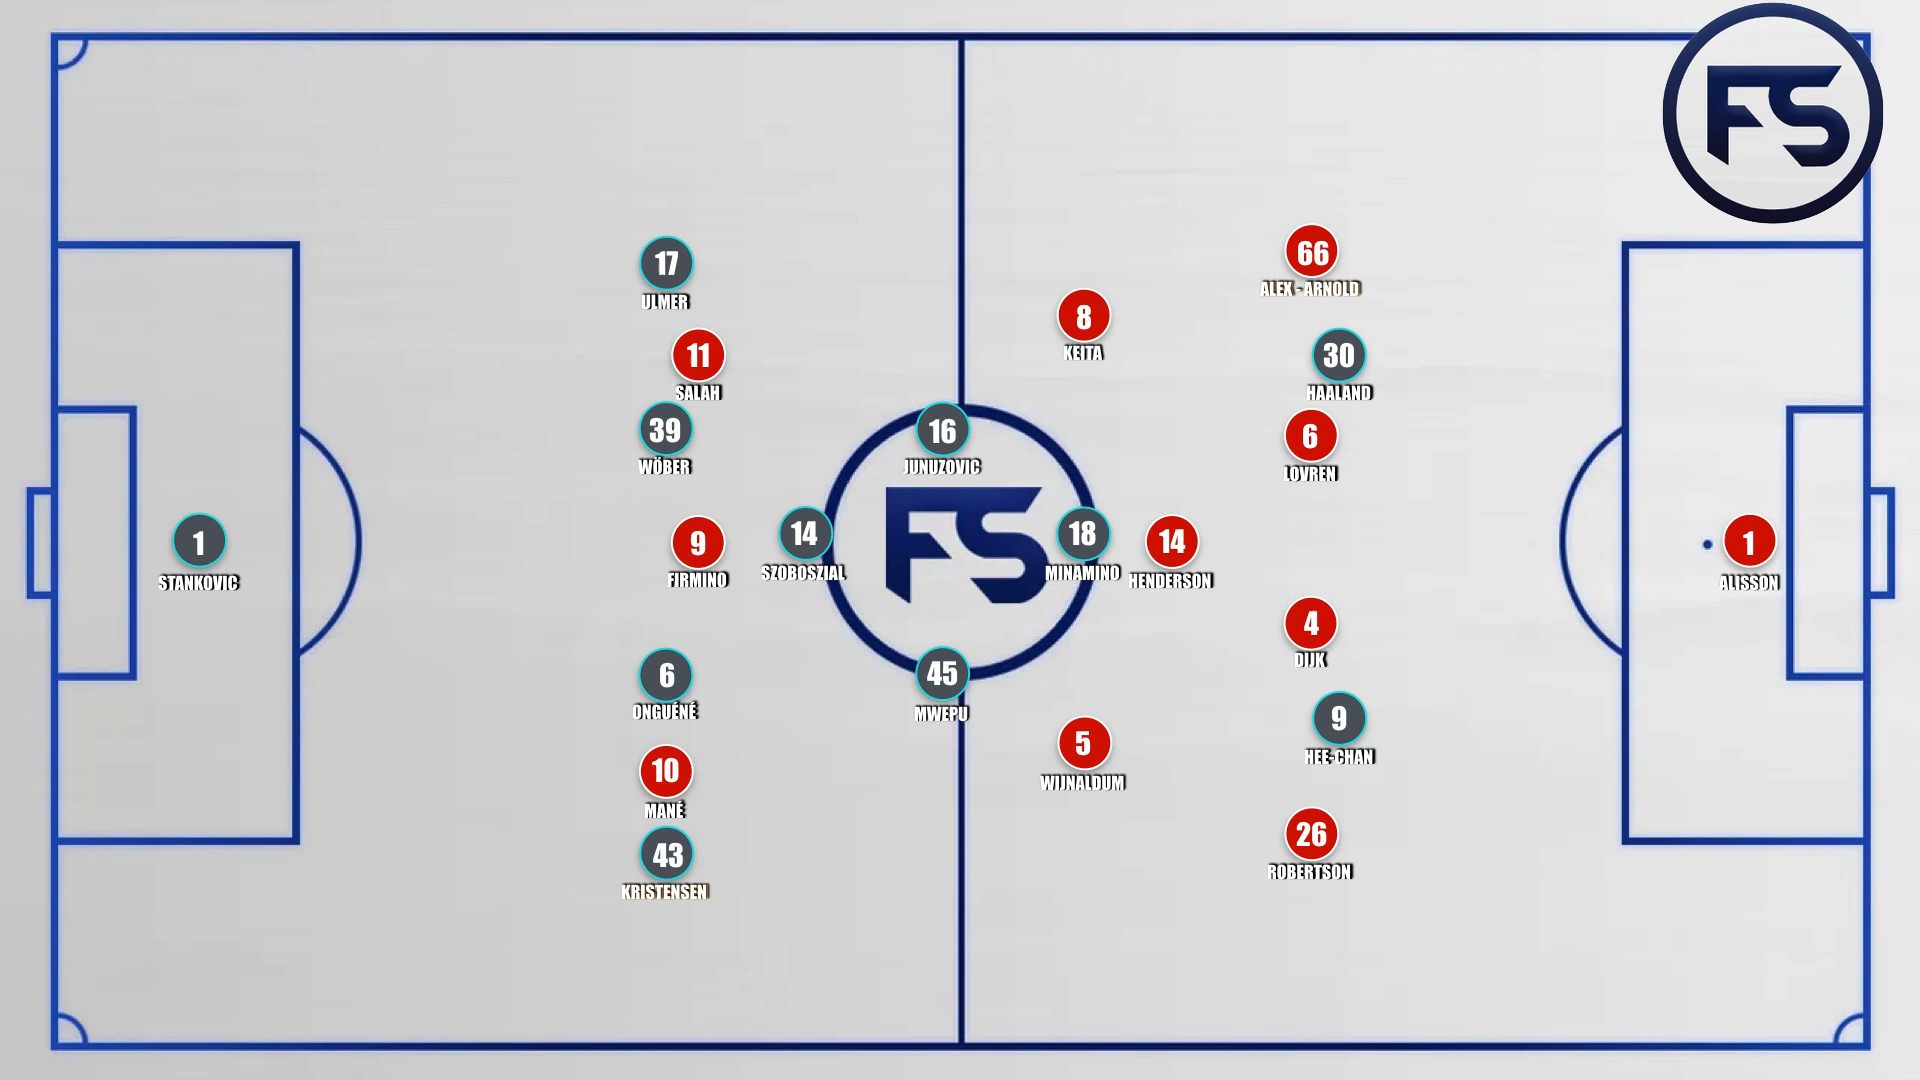 FS
66
ALEX - ARNOLD
17
ULMER
8
KEITA
11
SALAH
30
HAALAND
39
WÖBER
16
JUNUZOVIC
6
LOVREN
1
STANKOVIC
9
FIRMINO
14
SZOBOSZIAL
FS
18
MINAMINO
14
HENDERSON
1
ALISSON
4
DIJK
6
ONGUÉNÉ
45
MWEPU
9
HEE-CHAN
10
MANÉ
5
WIJNALDUM
43
KRISTENSEN
26
ROBERTSON